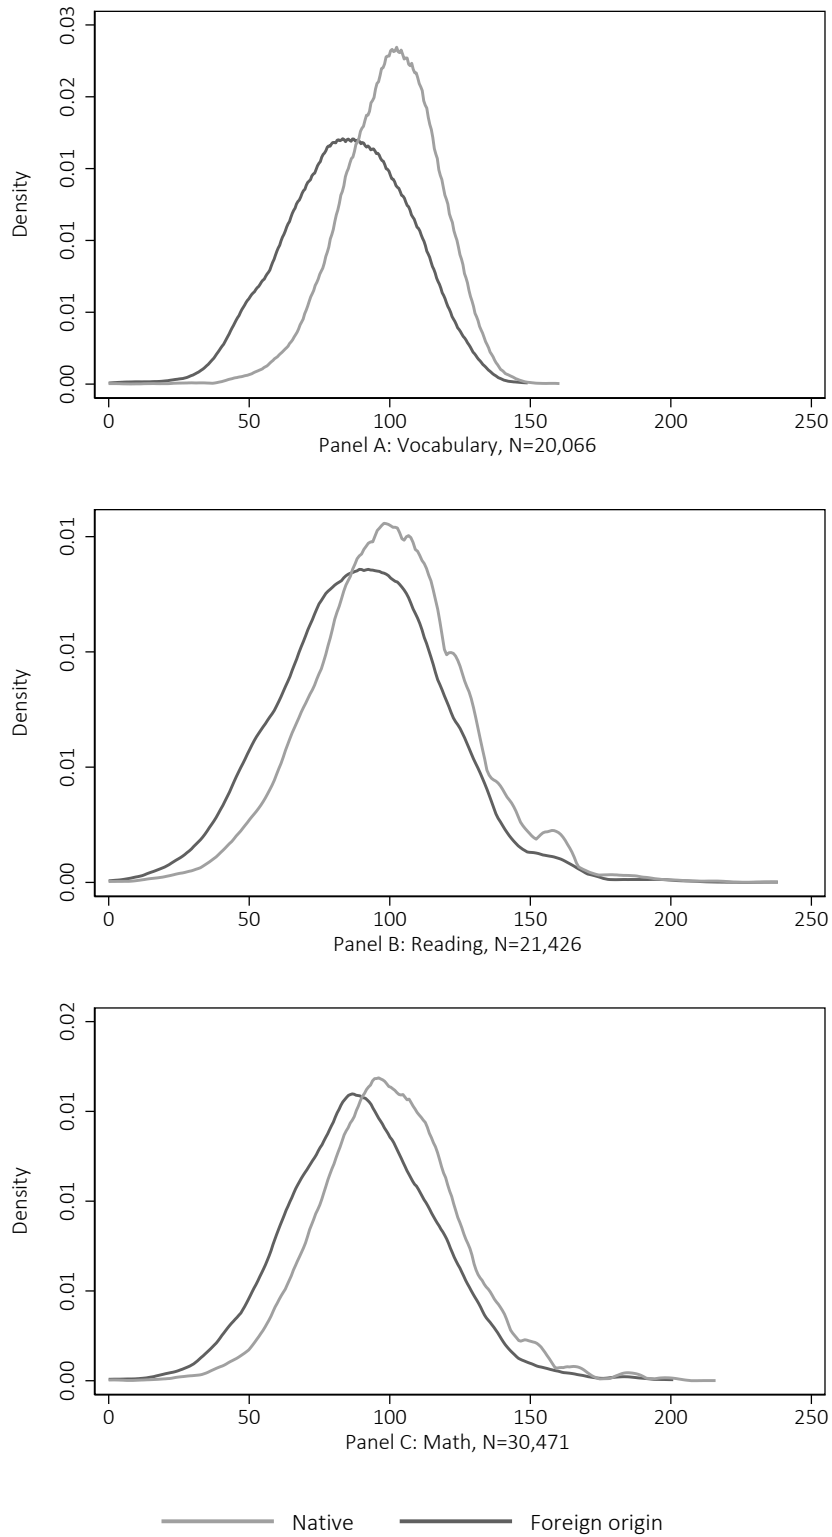 0.03
0.02
0.01
0.01
0.01
0.00
Density
0 50 100 150 200 250
Panel A: Vocabulary, N=20,066
0.01
0.01
0.01
0.00
Density
0 50 100 150 200 250
Panel B: Reading, N=21,426
0.02
0.01
0.01
0.01
0.00
Density
0 50 100 150 200 250
Panel C: Math, N=30,471
Native Foreign origin